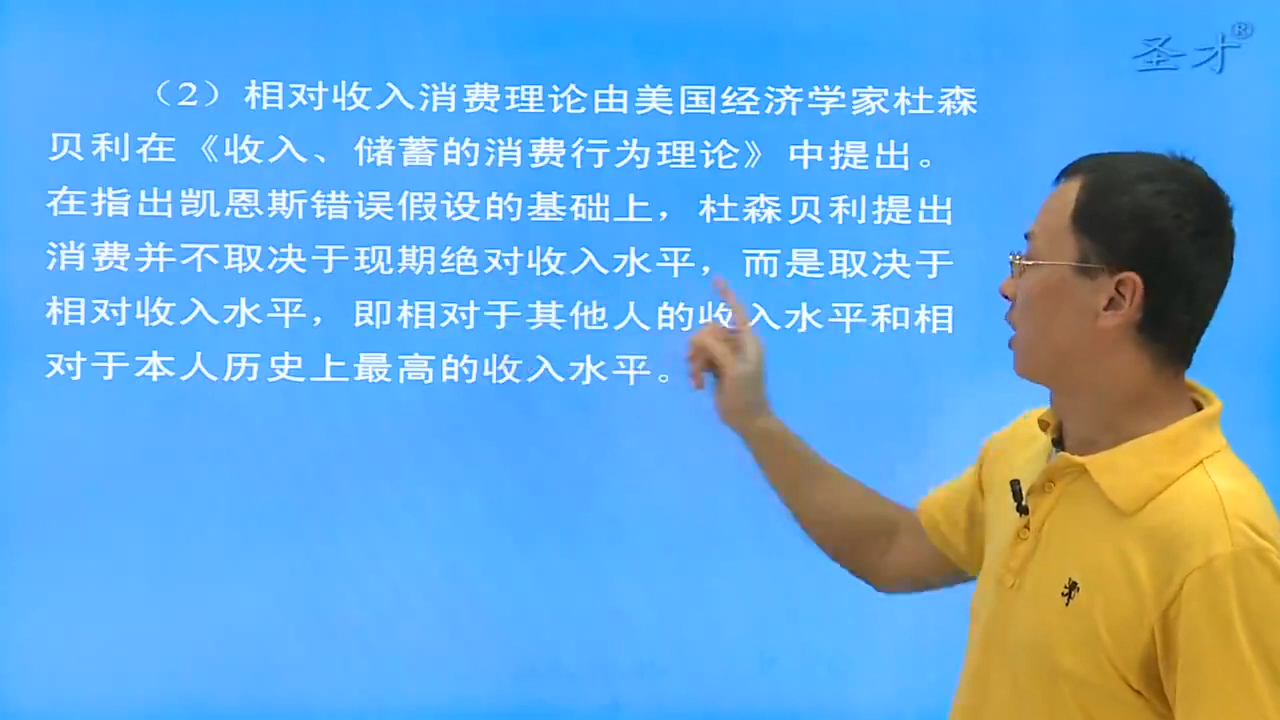 圣才®
（2）相对收入消费理论由美国经济学家杜森
贝利在《收入、储蓄的消费行为理论》中提出。
在指出凯恩斯错误假设的基础上，杜森贝利提出
消费并不取决于现期绝对收入水平，而是取决于
相对收入水平，即相对于其他人的收入水平和相
对于本人历史上最高的收入水平。